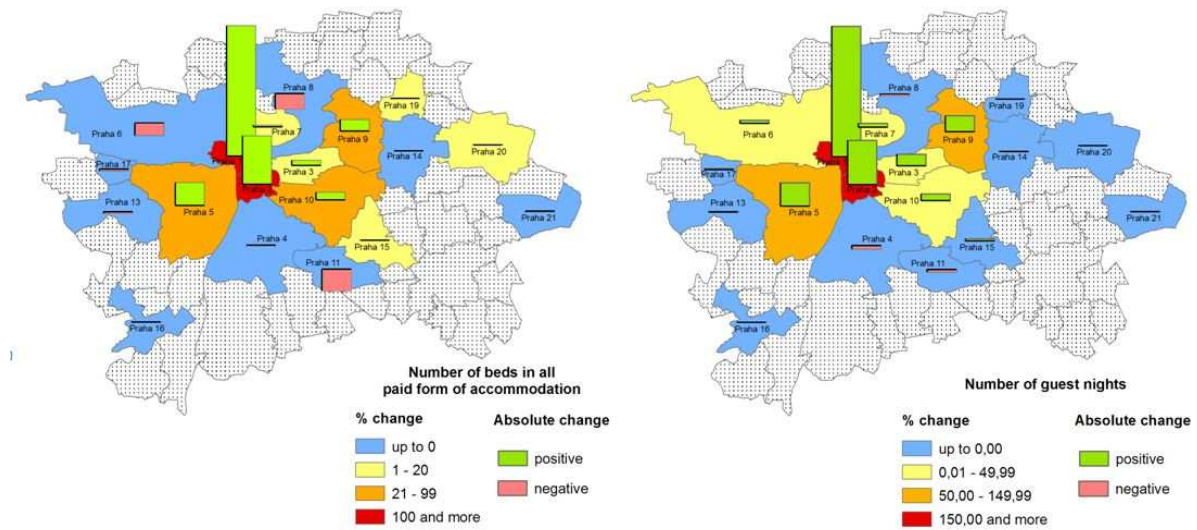 Praha 8
Praha 19
Praha 6
Praha 7
Praha 9
Praha 14
Praha 20
Praha 17
Praha 3
Praha 13
Praha 5
Praha 10
Praha 21
Praha 4
Praha 15
Praha 11
Praha 16
Number of beds in all
paid form of accommodation
% change
Absolute change
up to 0
positive
1 - 20
negative
21 - 99
100 and more
Praha 8
Praha 19
Praha 6
Praha 7
Praha 9
Praha 14
Praha 20
Praha 17
Praha 3
Praha 13
Praha 5
Praha 10
Praha 21
Praha 4
Praha 15
Praha 11
Praha 16
Number of guest nights
% change
Absolute change
up to 0,00
positive
0,01 - 49,99
negative
50,00 - 149,99
150,00 and more